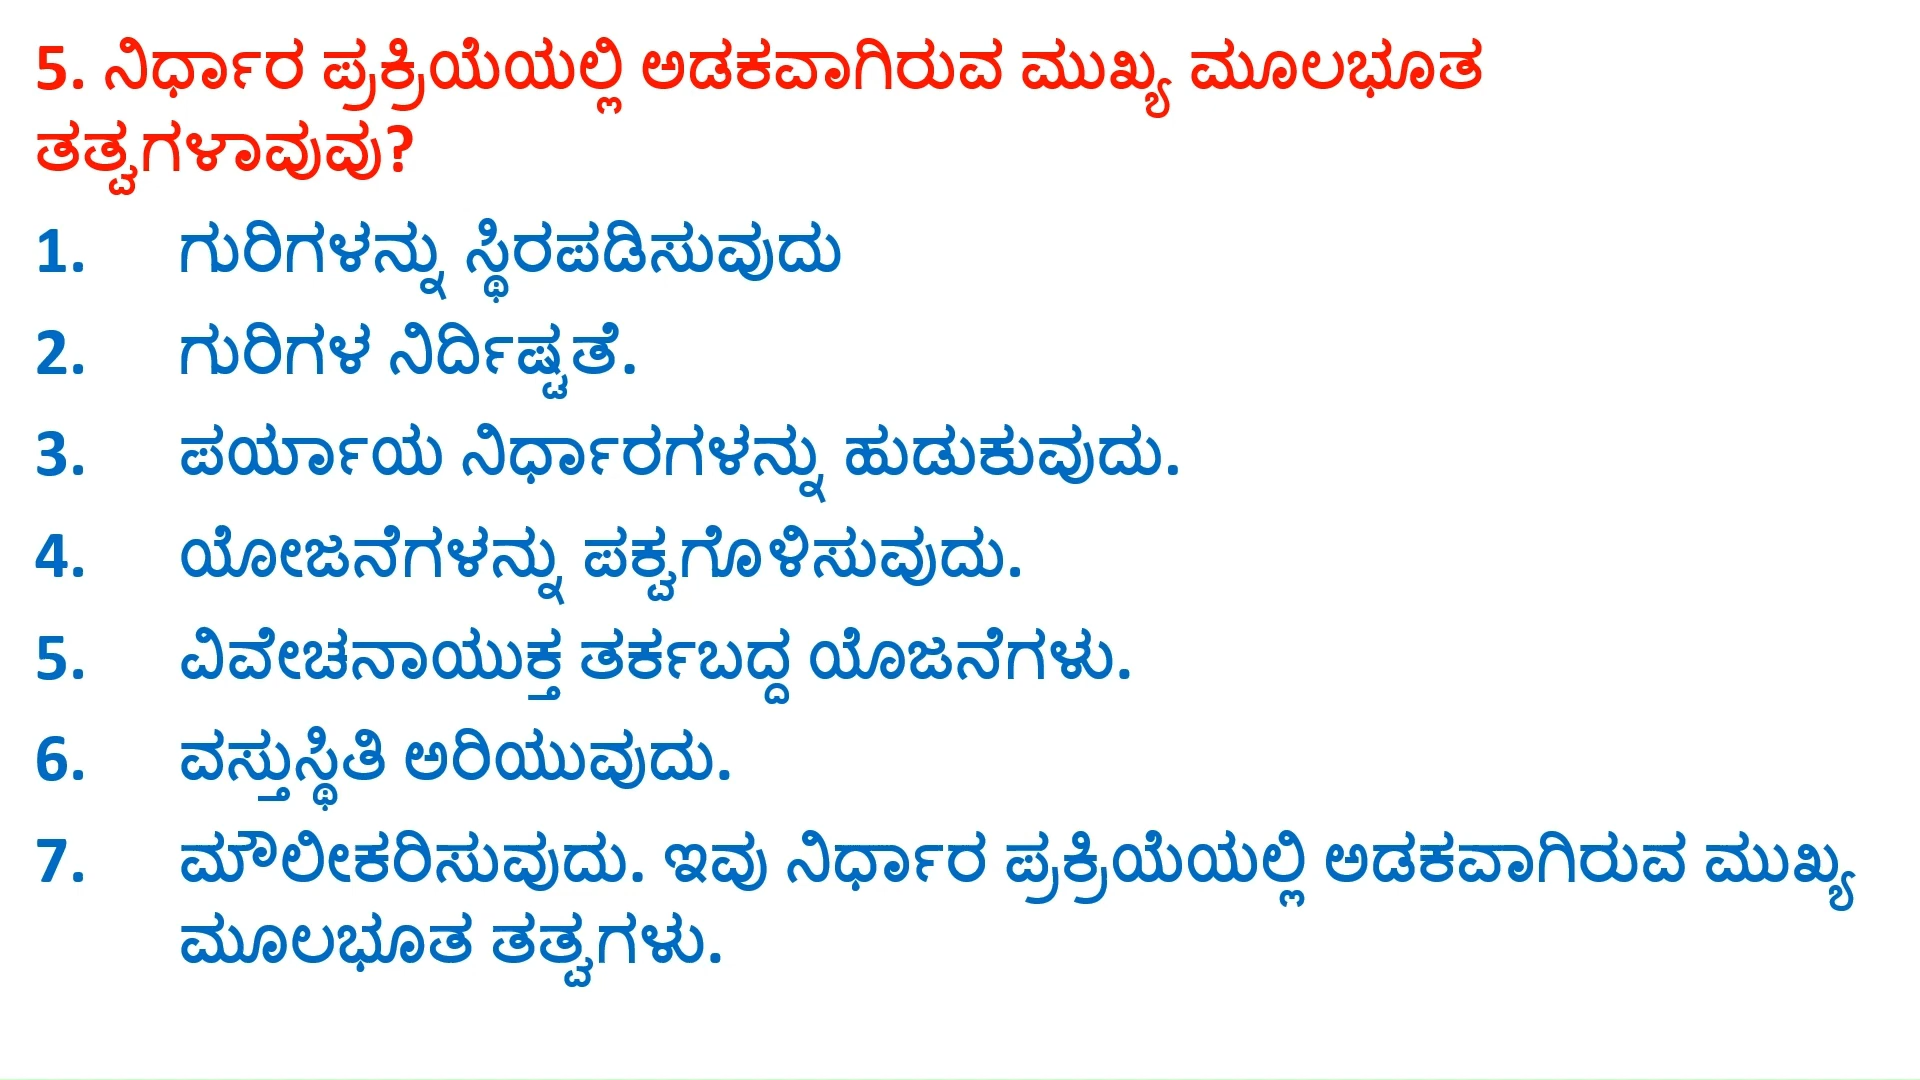 5. ನಿರ್ಧಾರ ಪ್ರಕ್ರಿಯೆಯಲ್ಲಿ ಅಡಕವಾಗಿರುವ ಮುಖ್ಯ ಮೂಲಭೂತ
ತತ್ವಗಳಾವುವು?
1. ಗುರಿಗಳನ್ನು ಸ್ಥಿರಪಡಿಸುವುದು
2. ಗುರಿಗಳ ನಿರ್ದಿಷ್ಟತೆ.
3. ಪರ್ಯಾಯ ನಿರ್ಧಾರಗಳನ್ನು ಹುಡುಕುವುದು.
4. ಯೋಜನೆಗಳನ್ನು ಪಕ್ವಗೊಳಿಸುವುದು.
5. ವಿವೇಚನಾಯುಕ್ತ ತರ್ಕಬದ್ದ ಯೊಜನೆಗಳು.
6. ವಸ್ತುಸ್ಥಿತಿ ಅರಿಯುವುದು.
7. ಮೌಲೀಕರಿಸುವುದು. ಇವು ನಿರ್ಧಾರ ಪ್ರಕ್ರಿಯೆಯಲ್ಲಿ ಅಡಕವಾಗಿರುವ ಮುಖ್ಯ
ಮೂಲಭೂತ ತತ್ವಗಳು.